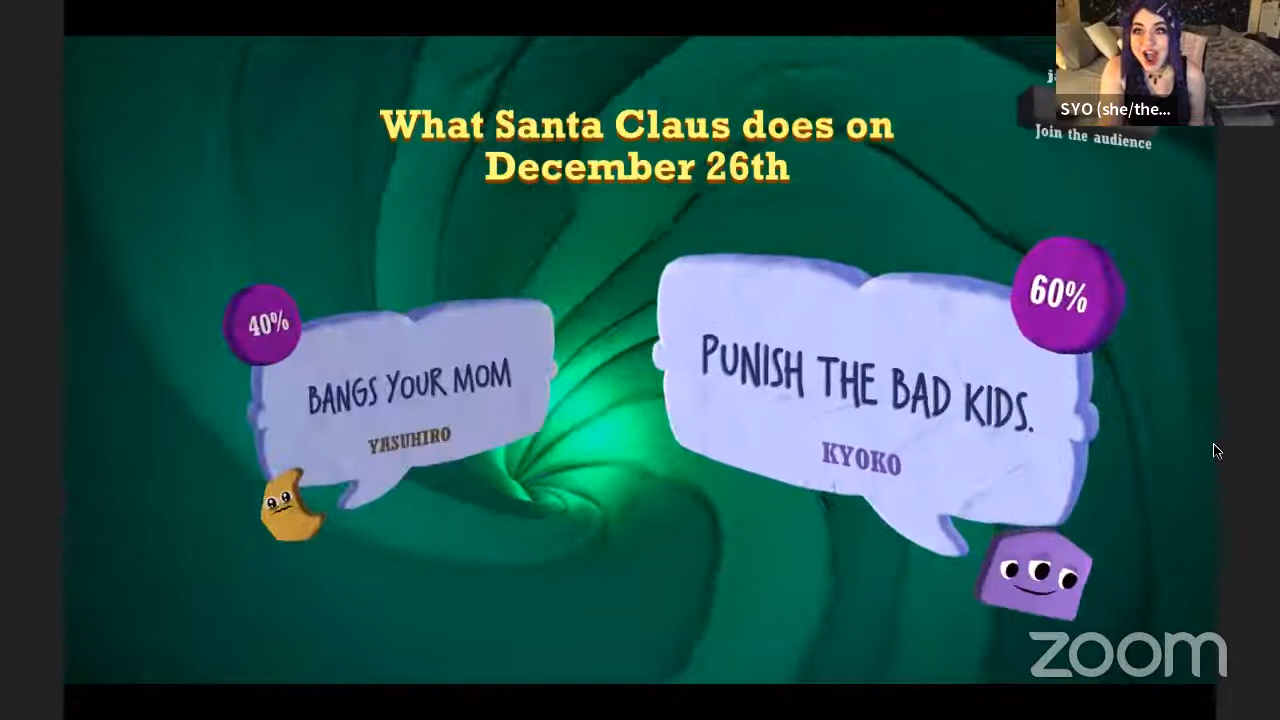 What Santa Claus does on
December 26th
SYO (she/the...
Join the audience
40%
BANGS YOUR MOM
YASUHIRO
60%
PUNISH THE BAD KIDS.
KYOKO
zoom